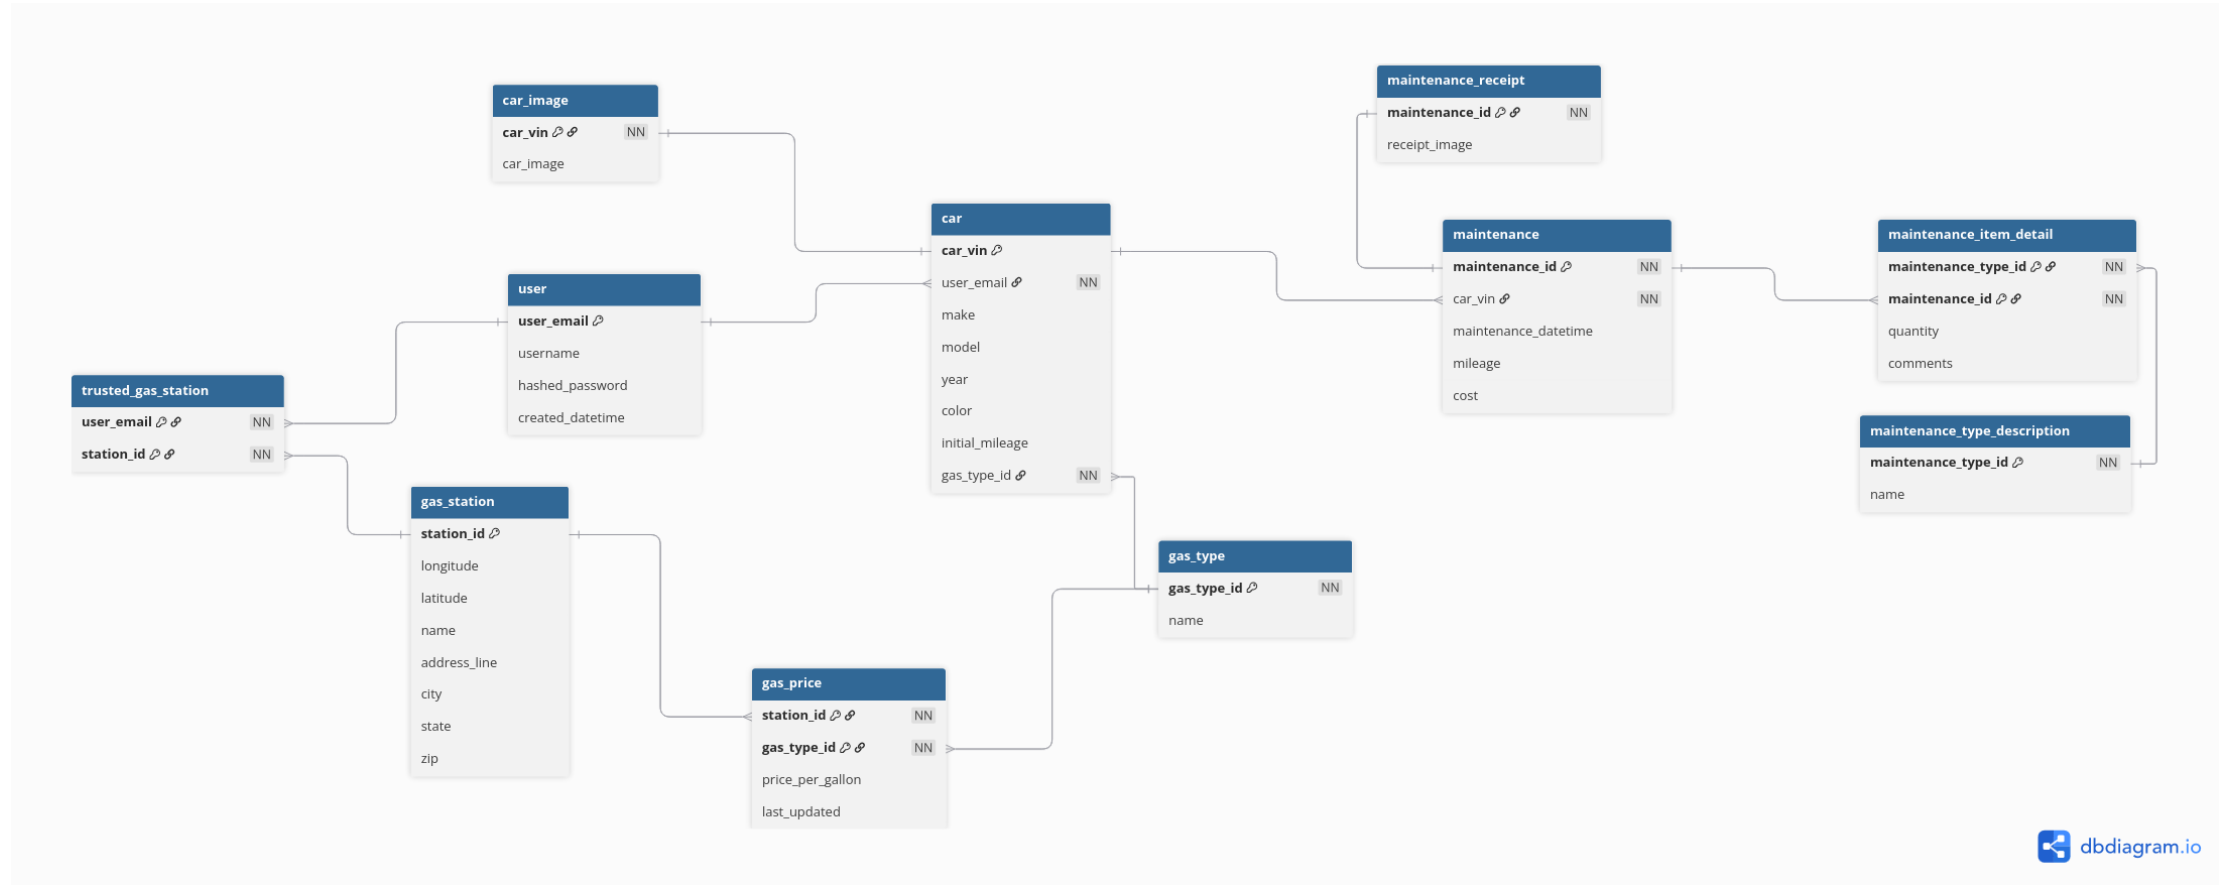 car_image
car_vin NN
car_image
maintenance_receipt
maintenance_id NN
receipt_image
car
car_vin
user_email NN
make
model
year
color
initial_mileage
gas_type_id NN
maintenance
maintenance_id NN
car_vin NN
maintenance_datetime
mileage
cost
maintenance_item_detail
maintenance_type_id NN
maintenance_id NN
quantity
comments
user
user_email
username
hashed_password
created_datetime
trusted_gas_station
user_email NN
station_id NN
maintenance_type_description
maintenance_type_id NN
name
gas_station
station_id
longitude
latitude
name
address_line
city
state
zip
gas_type
gas_type_id NN
name
gas_price
station_id NN
gas_type_id NN
price_per_gallon
last_updated
dbdiagram.io